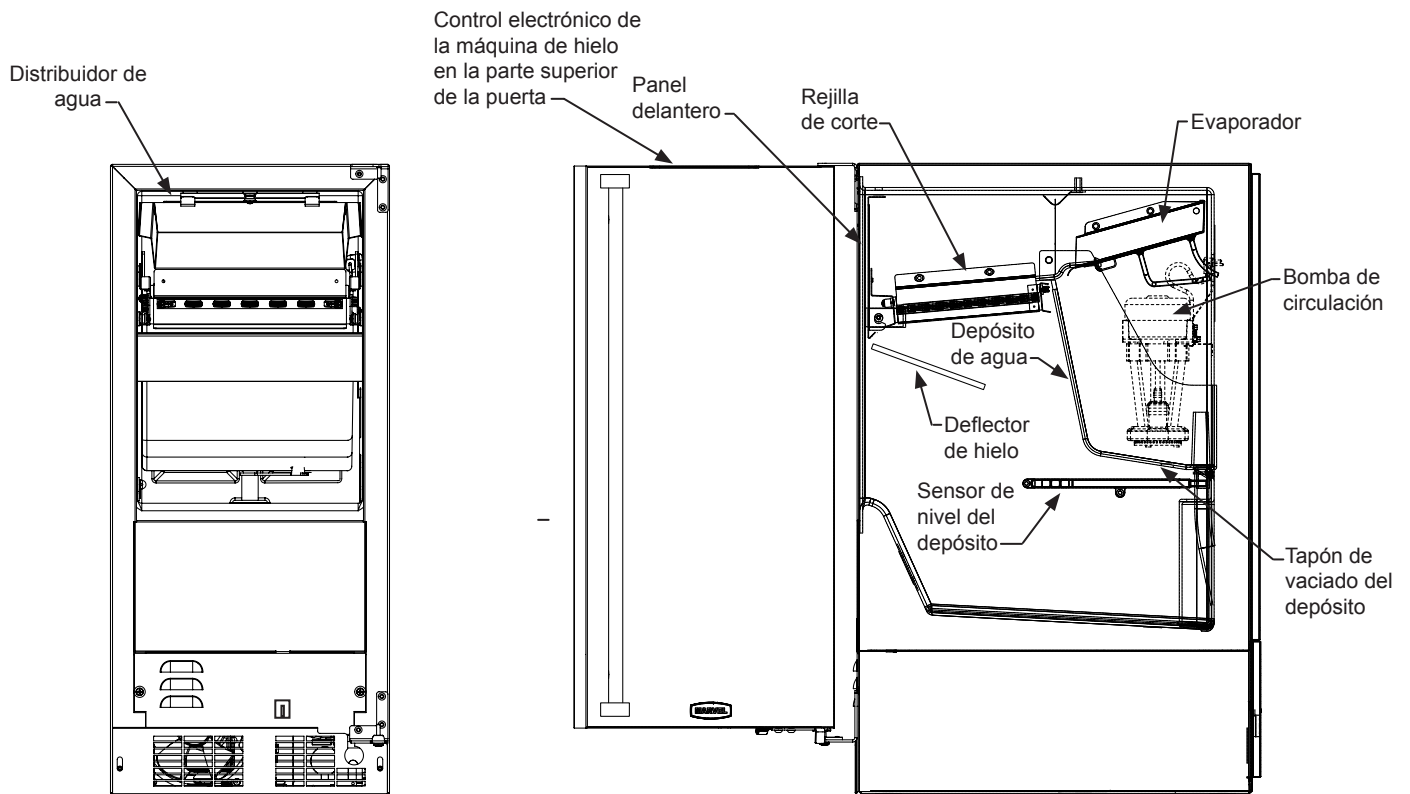 Control electrónico de
la máquina de hielo
en la parte superior
de la puerta
Distribuidor de
agua
Panel
delantero
Rejilla
de corte
Evaporador
Bomba de
circulación
Depósito
de agua
Deflector
de hielo
Sensor de
nivel del
depósito
Tapón de
vaciado del
depósito
MARVEL